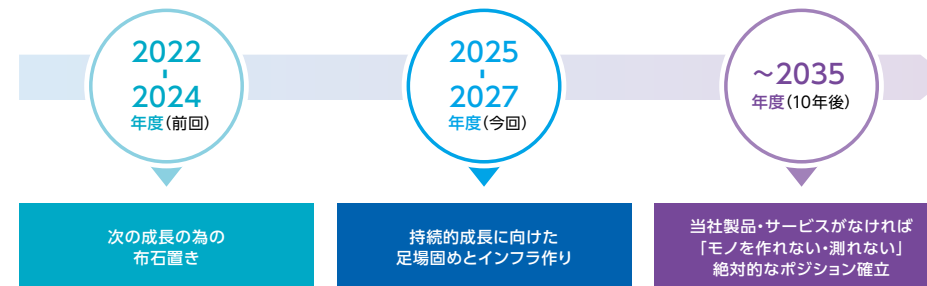 2022
-
2024
年度(前回)
次の成長の為の
布石置き
2025
-
2027
年度(今回)
持続的成長に向けた
足場固めとインフラ作り
～2035
年度(10年後)
当社製品・サービスがなければ
「モノを作れない・測れない」
絶対的なポジション確立